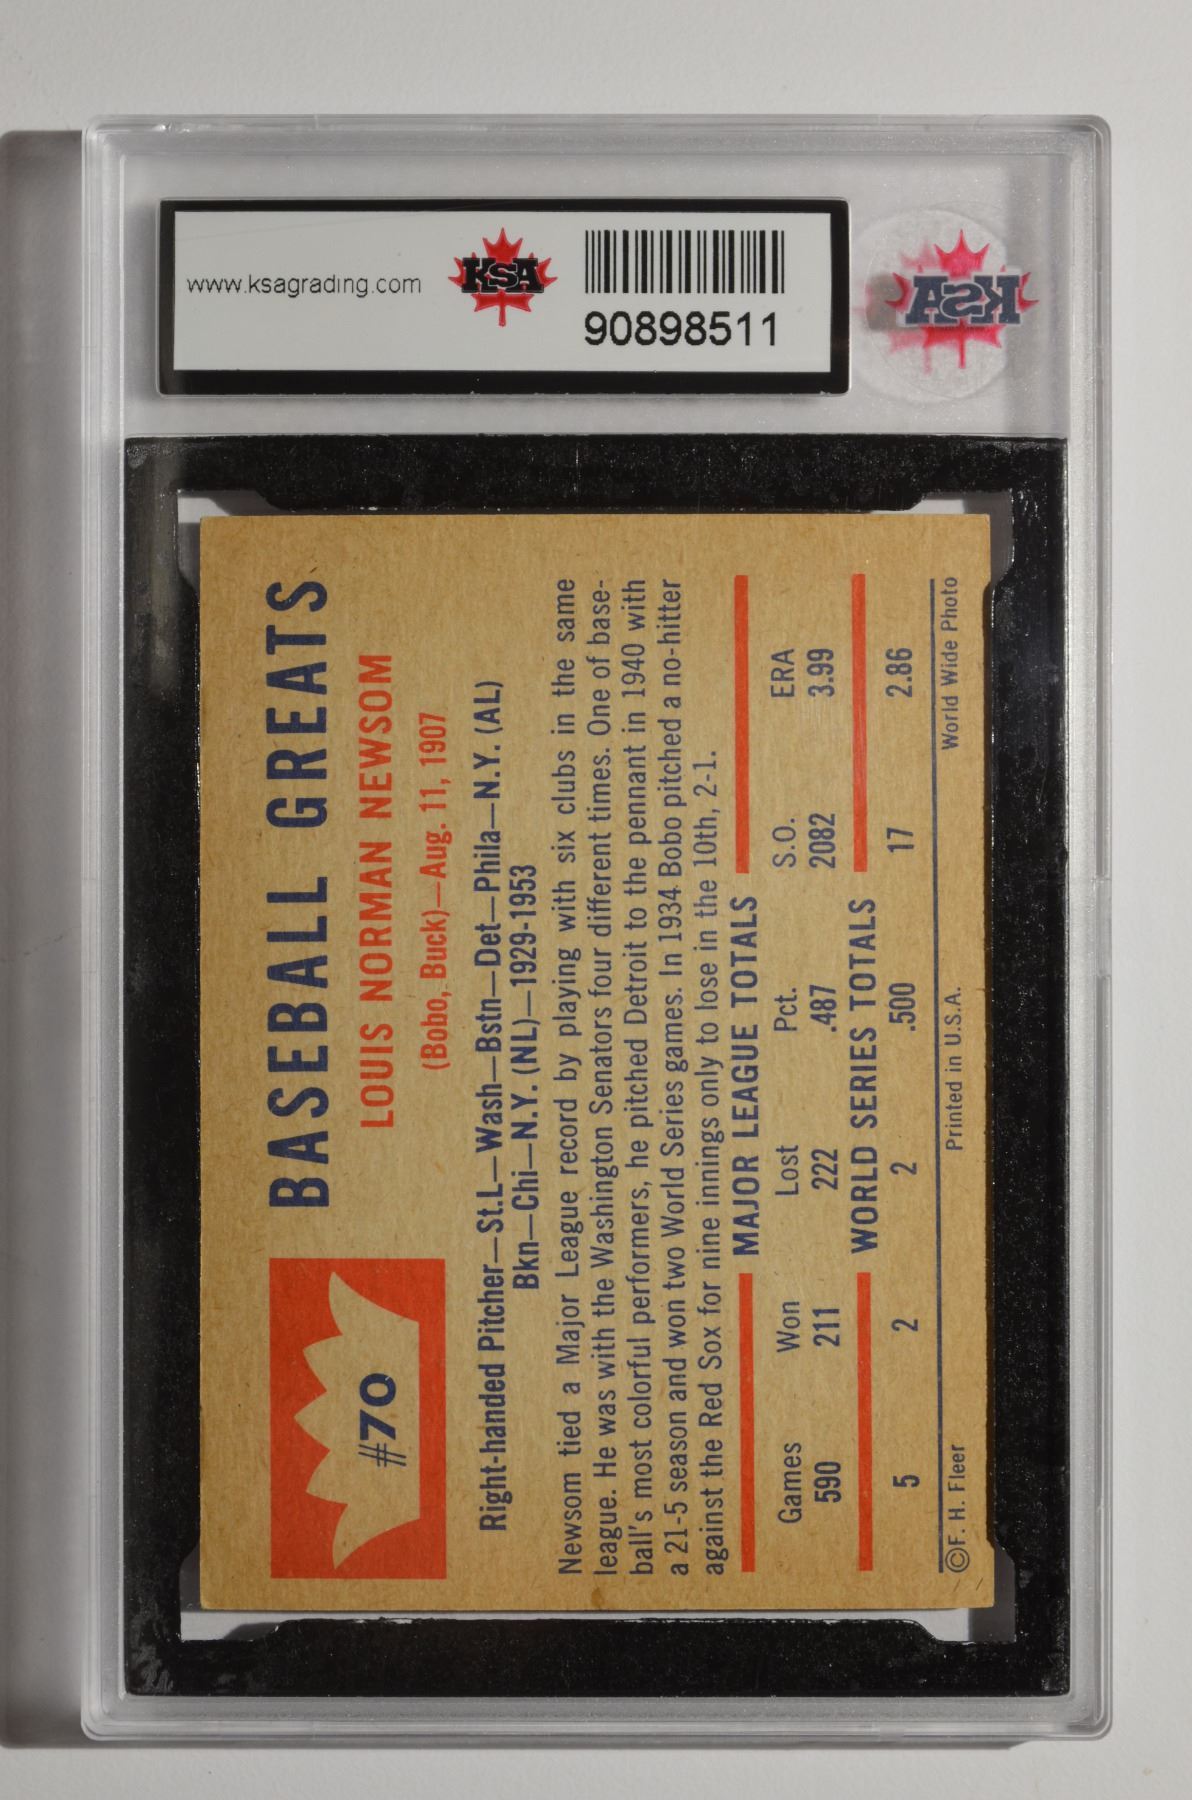 www.ksagrading.com
KSA
90898511
KSA
#70
BASEBALL GREATS
LOUIS NORMAN NEWSOM
(Bobo, Buck)—Aug. 11, 1907
Right-handed Pitcher—St.L—Wash—Bstn—Det—Phila—N.Y. (AL)
Bkn—Chi—N.Y. (NL)—1929-1953
Newsom tied a Major League record by playing with six clubs in the same
league. He was with the Washington Senators four different times. One of base-
ball's most colorful performers, he pitched Detroit to the pennant in 1940 with
a 21-5 season and won two World Series games. In 1934 Bobo pitched a no-hitter
against the Red Sox for nine innings only to lose in the 10th, 2-1.
MAJOR LEAGUE TOTALS
Games Won Lost Pct. S.O. ERA
590 211 222 .487 2082 3.99
WORLD SERIES TOTALS
5 2 2 .500 17 2.86
©F. H. Fleer Printed in U.S.A. World Wide Photo